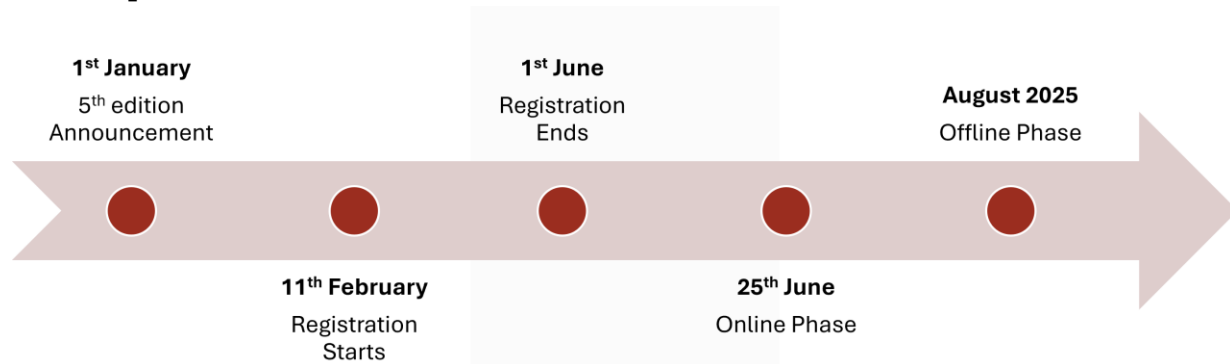 1st January
5th edition
Announcement
11th February
Registration
Starts
1st June
Registration
Ends
25th June
Online Phase
August 2025
Offline Phase